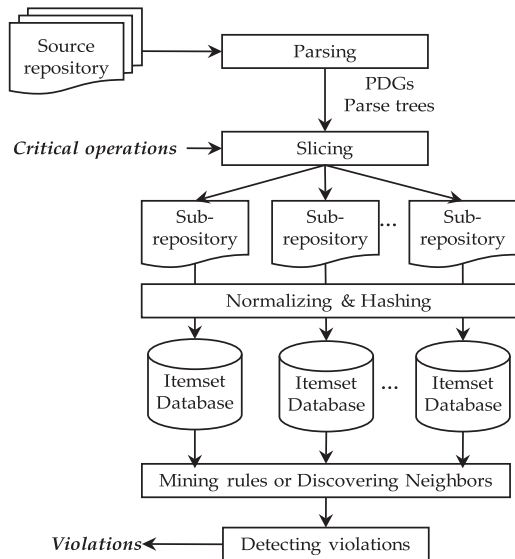 Source
repository
Parsing
PDGs
Parse trees
Critical operations
Slicing
Sub-
repository
Sub-
repository
...
Sub-
repository
Normalizing & Hashing
Itemset
Database
Itemset
Database
...
Itemset
Database
Mining rules or Discovering Neighbors
Violations
Detecting violations